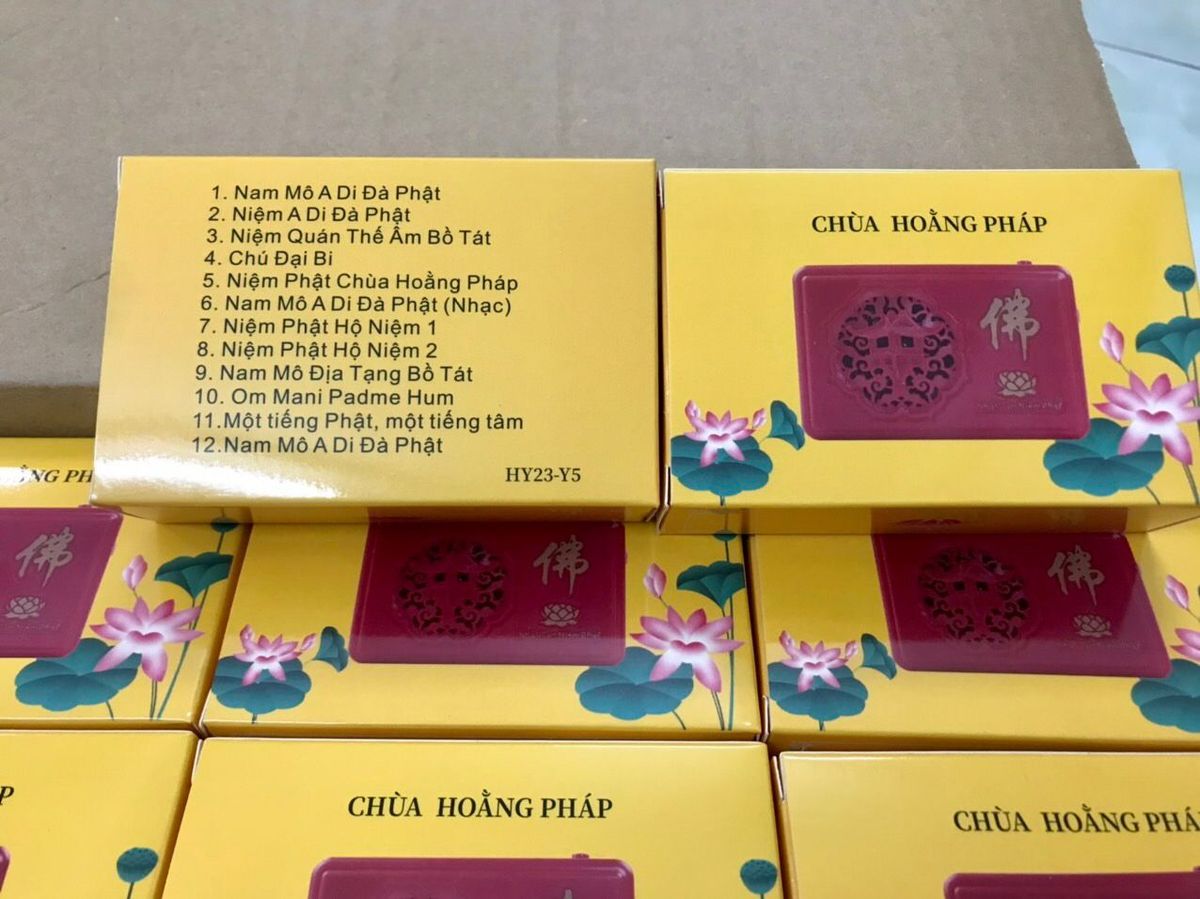 1. Nam Mô A Di Đà Phật
2. Niệm A Di Đà Phật
3. Niệm Quán Thế Âm Bồ Tát
4. Chú Đại Bi
5. Niệm Phật Chùa Hoằng Pháp
6. Nam Mô A Di Đà Phật (Nhạc)
7. Niệm Phật Hộ Niệm 1
8. Niệm Phật Hộ Niệm 2
9. Nam Mô Địa Tạng Bồ Tát
10. Om Mani Padme Hum
11.Một tiếng Phật, một tiếng tâm
12.Nam Mô A Di Đà Phật
HY23-Y5
CHÙA HOẰNG PHÁP
佛
佛
佛
佛
CHÙA HOẰNG PHÁP
CHÙA HOẰNG